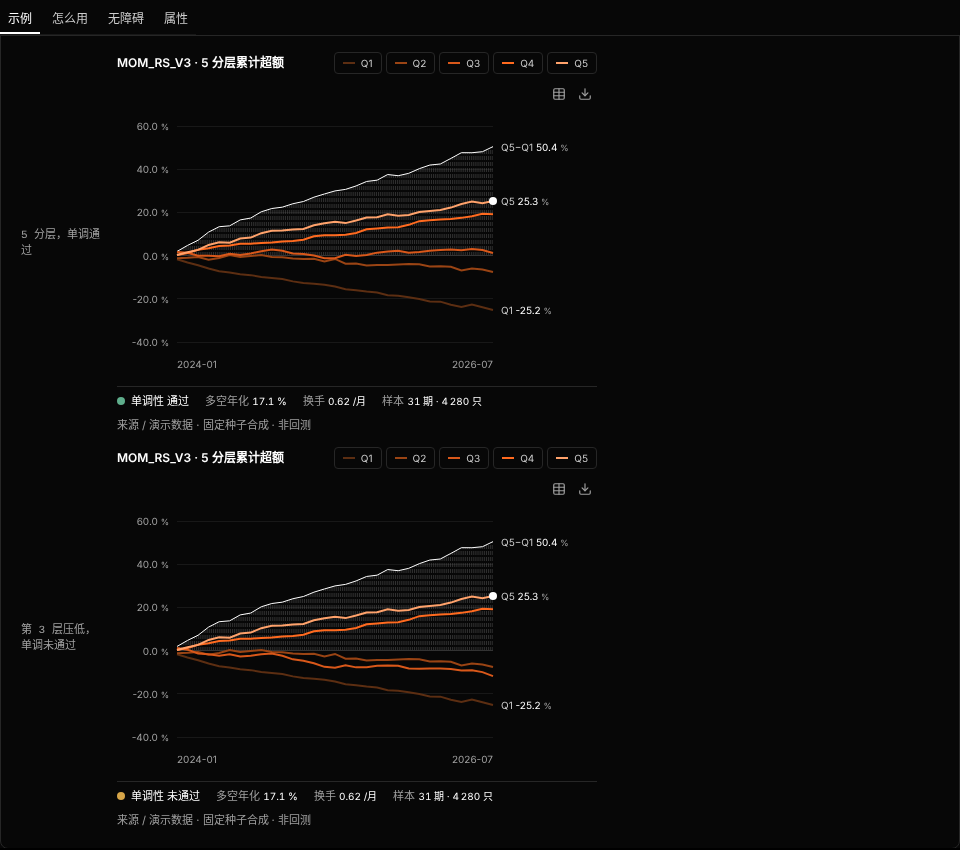 示例 怎么用 无障碍 属性
5 分层，单调通过
MOM_RS_V3 · 5 分层累计超额 Q1 Q2 Q3 Q4 Q5
60.0 %
Q5–Q1 50.4 %
40.0 %
Q5 25.3 %
20.0 %
0.0 %
-20.0 %
Q1 -25.2 %
-40.0 %
2024-01 2026-07
单调性 通过 多空年化 17.1 % 换手 0.62 /月 样本 31 期 · 4 280 只
来源 / 演示数据 · 固定种子合成 · 非回测
第 3 层压低，
单调未通过
MOM_RS_V3 · 5 分层累计超额 Q1 Q2 Q3 Q4 Q5
60.0 %
Q5–Q1 50.4 %
40.0 %
Q5 25.3 %
20.0 %
0.0 %
-20.0 %
Q1 -25.2 %
-40.0 %
2024-01 2026-07
单调性 未通过 多空年化 17.1 % 换手 0.62 /月 样本 31 期 · 4 280 只
来源 / 演示数据 · 固定种子合成 · 非回测